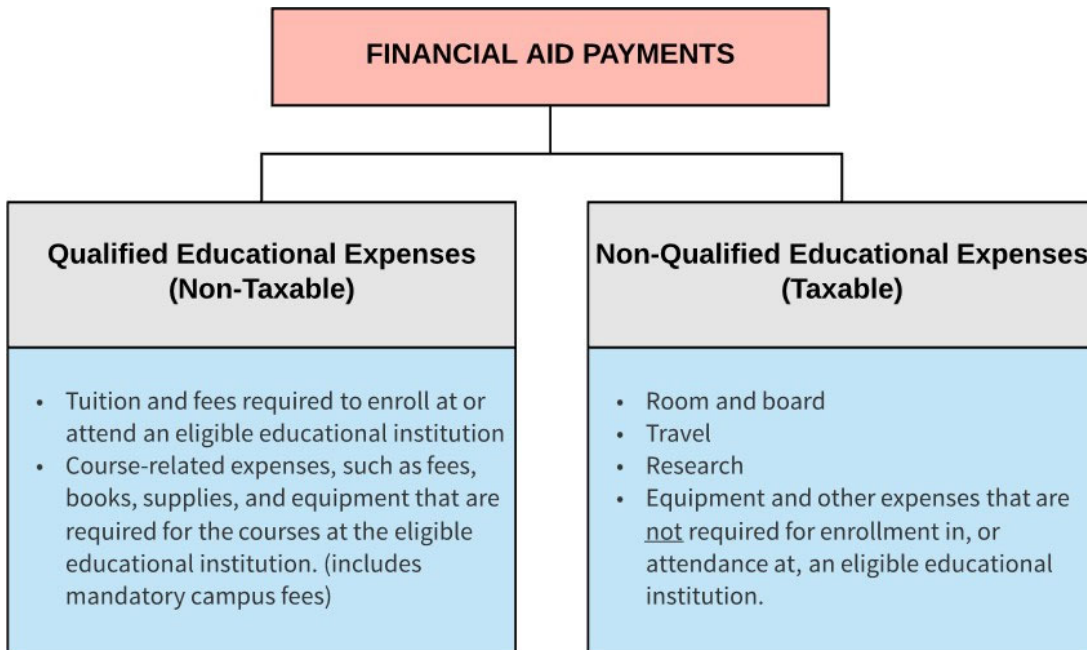 FINANCIAL AID PAYMENTS
Qualified Educational Expenses
(Non-Taxable)
• Tuition and fees required to enroll at or
attend an eligible educational institution
• Course-related expenses, such as fees,
books, supplies, and equipment that are
required for the courses at the eligible
educational institution. (includes
mandatory campus fees)
Non-Qualified Educational Expenses
(Taxable)
• Room and board
• Travel
• Research
• Equipment and other expenses that are
not required for enrollment in, or
attendance at, an eligible educational
institution.